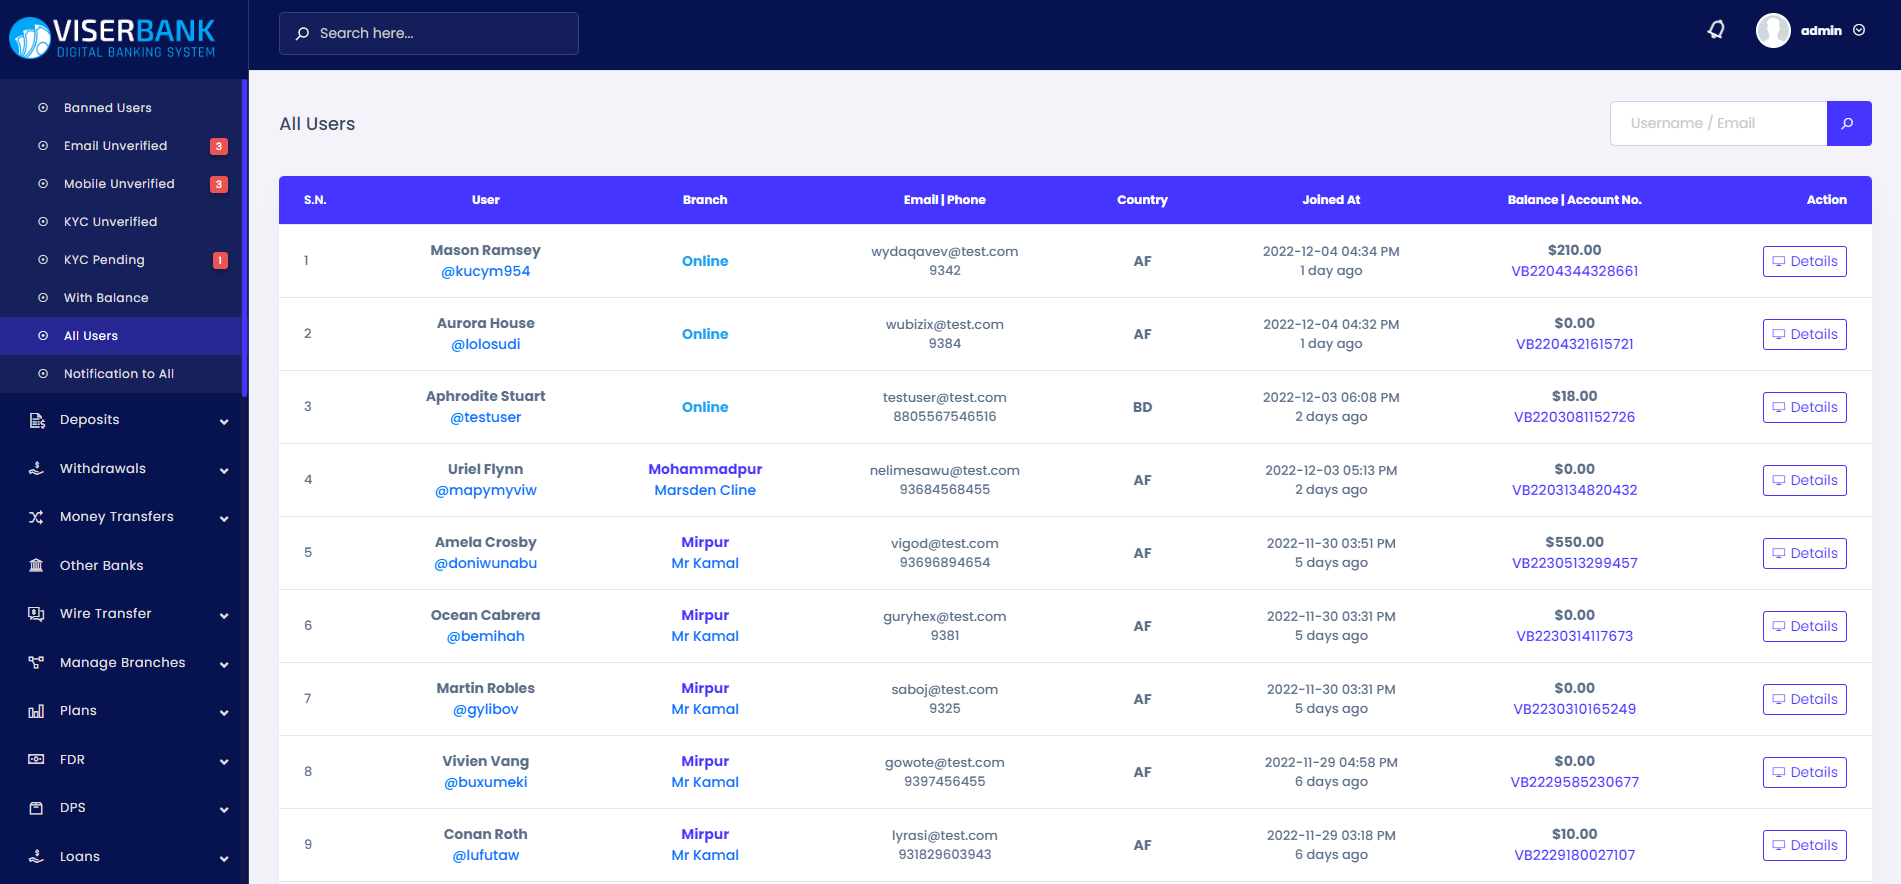 VISERBANK
DIGITAL BANKING SYSTEM
Search here...
admin
Banned Users
Email Unverified 3
Mobile Unverified 3
KYC Unverified
KYC Pending 1
With Balance
All Users
Notification to All
Deposits
Withdrawals
Money Transfers
Other Banks
Wire Transfer
Manage Branches
Plans
FDR
DPS
Loans
All Users
Username / Email
S.N. User Branch Email | Phone Country Joined At Balance | Account No. Action
1 Mason Ramsey Online wydaqavev@test.com AF 2022-12-04 04:34 PM $210.00 Details
@kucym954 9342 1 day ago VB2204344328661
2 Aurora House Online wubizix@test.com AF 2022-12-04 04:32 PM $0.00 Details
@lolosudi 9384 1 day ago VB2204321615721
3 Aphrodite Stuart Online testuser@test.com BD 2022-12-03 06:08 PM $18.00 Details
@testuser 8805567546516 2 days ago VB2203081152726
4 Uriel Flynn Mohammadpur nelimesawu@test.com AF 2022-12-03 05:13 PM $0.00 Details
@mapymyviw Marsden Cline 93684568455 2 days ago VB2203134820432
5 Amela Crosby Mirpur vigod@test.com AF 2022-11-30 03:51 PM $550.00 Details
@doniwunabu Mr Kamal 93696894654 5 days ago VB2230513299457
6 Ocean Cabrera Mirpur guryhex@test.com AF 2022-11-30 03:31 PM $0.00 Details
@bemihah Mr Kamal 9381 5 days ago VB2230314117673
7 Martin Robles Mirpur saboj@test.com AF 2022-11-30 03:31 PM $0.00 Details
@gylibov Mr Kamal 9325 5 days ago VB2230310165249
8 Vivien Vang Mirpur gowote@test.com AF 2022-11-29 04:58 PM $0.00 Details
@buxumeki Mr Kamal 9397456455 6 days ago VB2229585230677
9 Conan Roth Mirpur lyrasi@test.com AF 2022-11-29 03:18 PM $10.00 Details
@lufutaw Mr Kamal 931829603943 6 days ago VB2229180027107